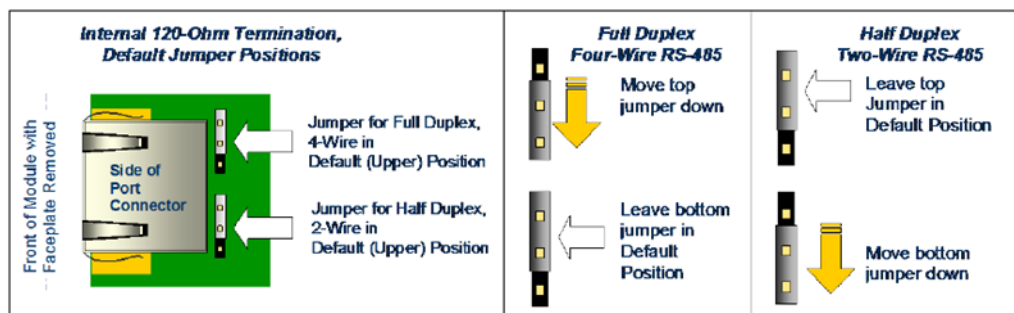 Internal 120-Ohm Termination,
Default Jumper Positions
Front of Module with
Faceplate Removed
Side of
Port
Connector
Jumper for Full Duplex,
4-Wire in
Default (Upper) Position
Jumper for Half Duplex,
2-Wire in
Default (Upper) Position
Full Duplex
Four-Wire RS-485
Move top
jumper down
Leave bottom
jumper in
Default
Position
Half Duplex
Two-Wire RS-485
Leave top
Jumper in
Default Position
Move bottom
jumper down